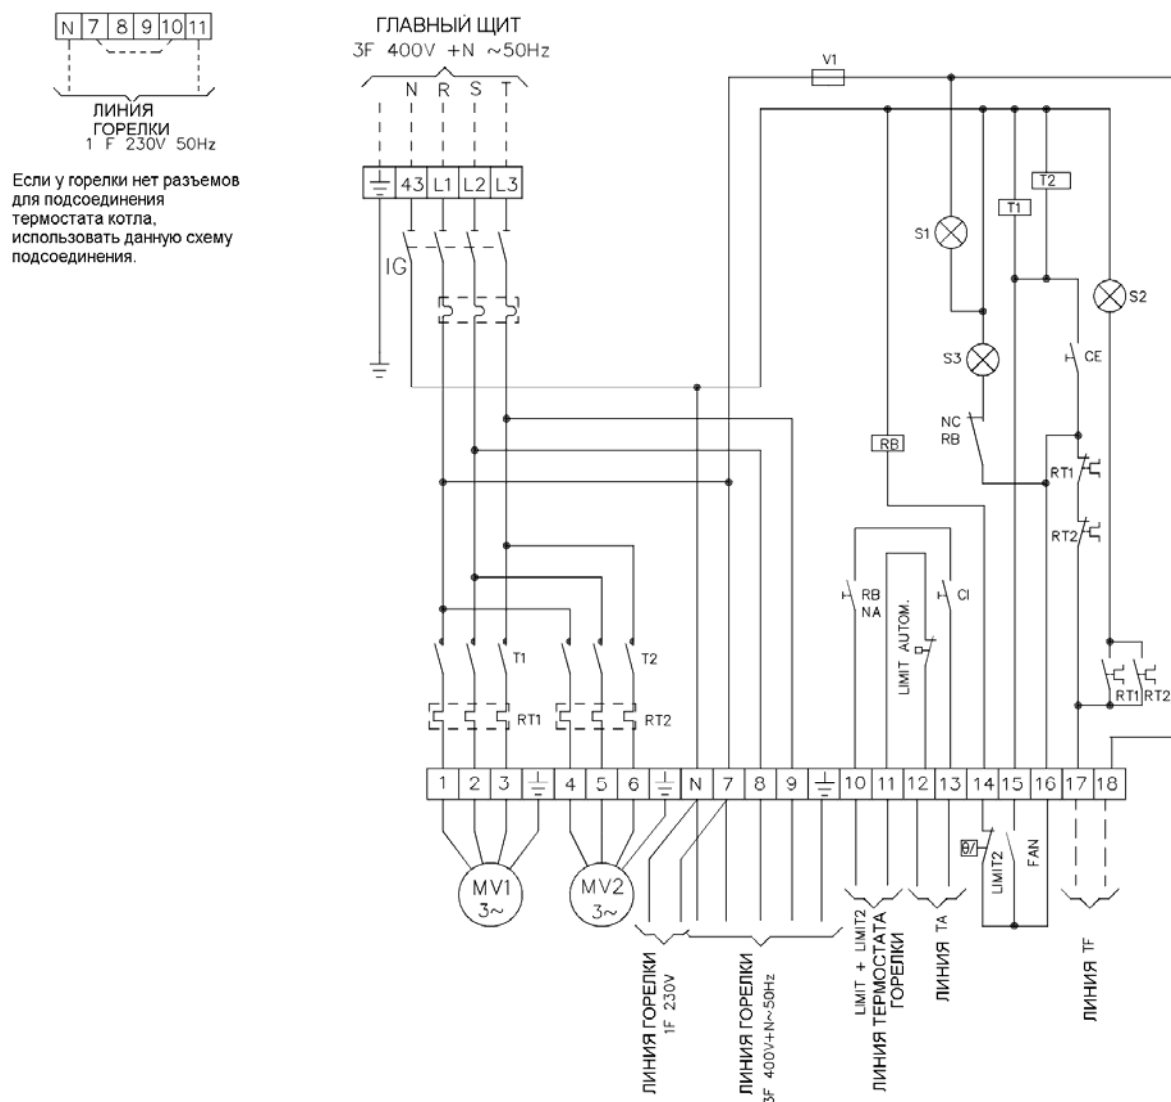 N 7 8 9 10 11
ЛИНИЯ
ГОРЕЛКИ
1 F 230V 50Hz
Если у горелки нет разъемов
для подсоединения
термостата котла,
использовать данную схему
подсоединения.
ГЛАВНЫЙ ЩИТ
3F 400V +N ~50Hz
N R S T
43 L1 L2 L3
IG
V1
T2
T1
S1
S2
S3
CE
NC
RB
RB
RT1
RT2
RB
NA
CI
LIMIT AUTOM.
T1
T2
RT1
RT2
RT1 RT2
1 2 3 4 5 6 N 7 8 9 10 11 12 13 14 15 16 17 18
MV1
3~
MV2
3~
θ/
LIMIT2
FAN
ЛИНИЯ ГОРЕЛКИ
1F 230V
ЛИНИЯ ГОРЕЛКИ
3F 400V+N~50Hz
LIMIT + LIMIT2
ЛИНИЯ ТЕРМОСТАТА
ГОРЕЛКИ
ЛИНИЯ TA
ЛИНИЯ TF